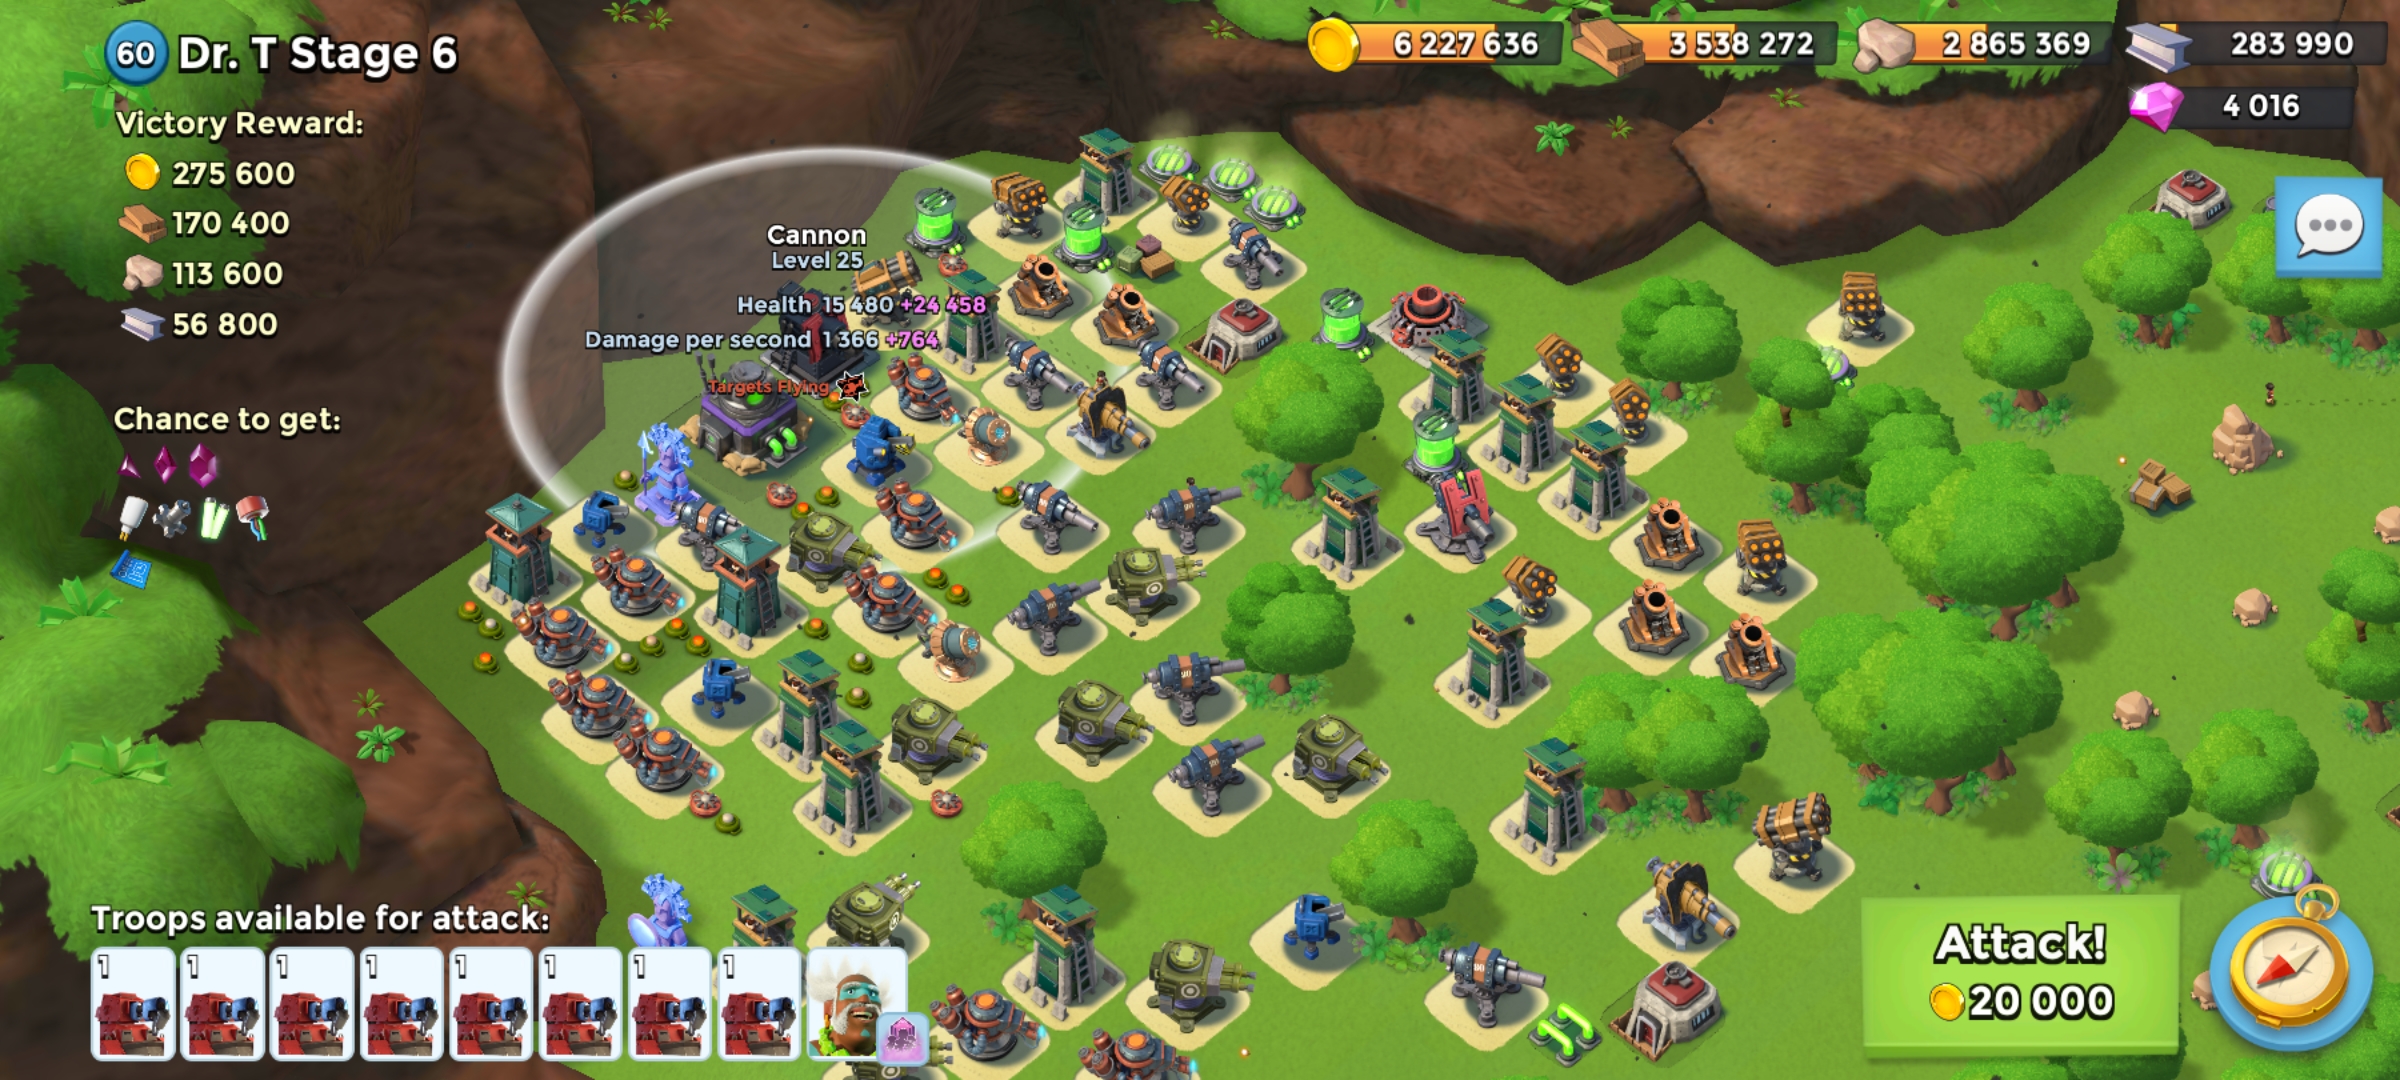 60 Dr. T Stage 6
6 227 636
3 538 272
2 865 369
283 990
4 016
Victory Reward:
275 600
170 400
113 600
56 800
Chance to get:
Cannon
Level 25
Health 15 480 +24 458
Damage per second 1 366 +764
Targets Flying
Troops available for attack:
1 1 1 1 1 1 1 1
Attack!
20 000